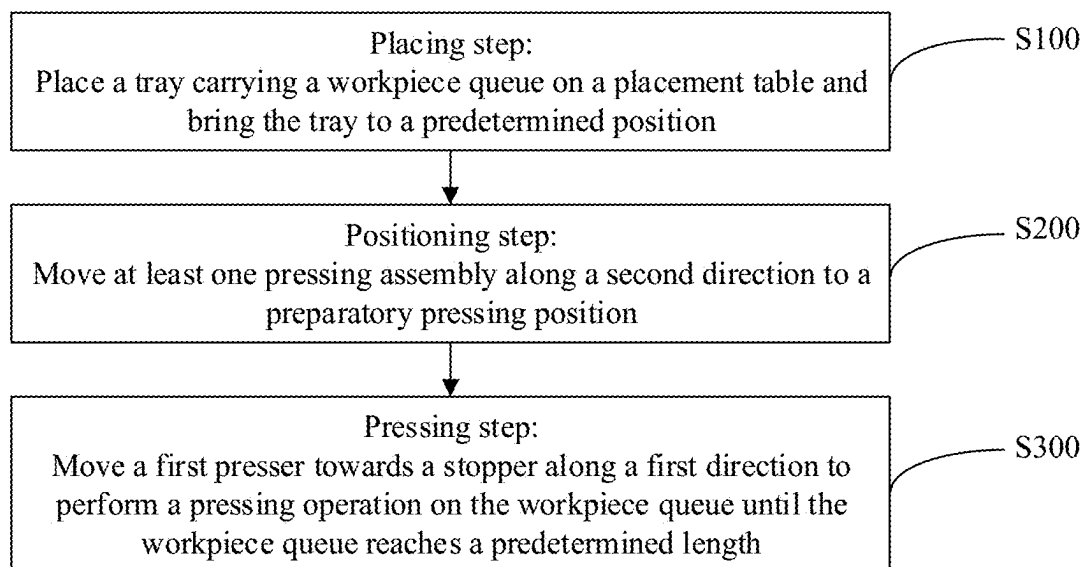 Placing step:
Place a tray carrying a workpiece queue on a placement table and
bring the tray to a predetermined position
S100
Positioning step:
Move at least one pressing assembly along a second direction to a
preparatory pressing position
S200
Pressing step:
Move a first presser towards a stopper along a first direction to
perform a pressing operation on the workpiece queue until the
workpiece queue reaches a predetermined length
S300